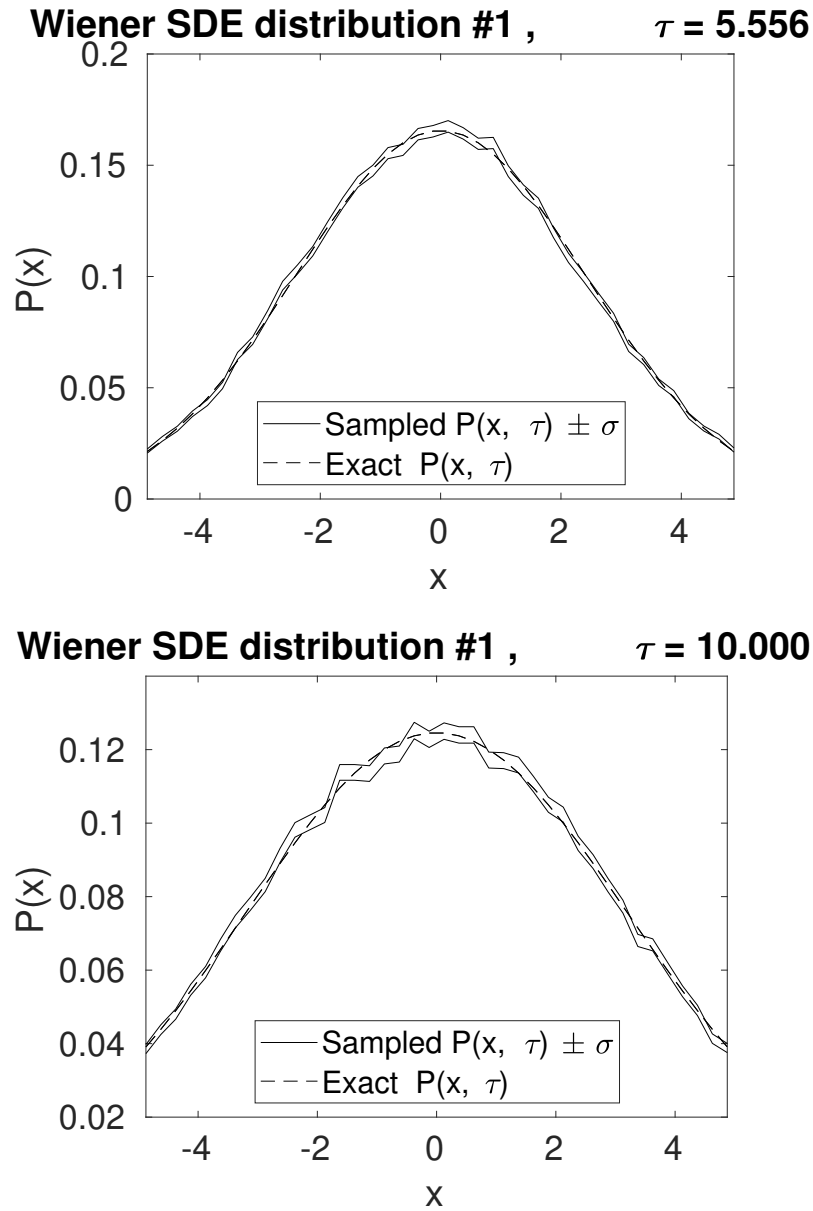 Wiener SDE distribution #1 , τ = 5.556
0.2
0.15
0.1
0.05
0
P(x)
Sampled P(x, τ) ± σ
Exact P(x, τ)
-4 -2 0 2 4
x
Wiener SDE distribution #1 , τ = 10.000
0.12
0.1
0.08
0.06
0.04
0.02
P(x)
Sampled P(x, τ) ± σ
Exact P(x, τ)
-4 -2 0 2 4
x